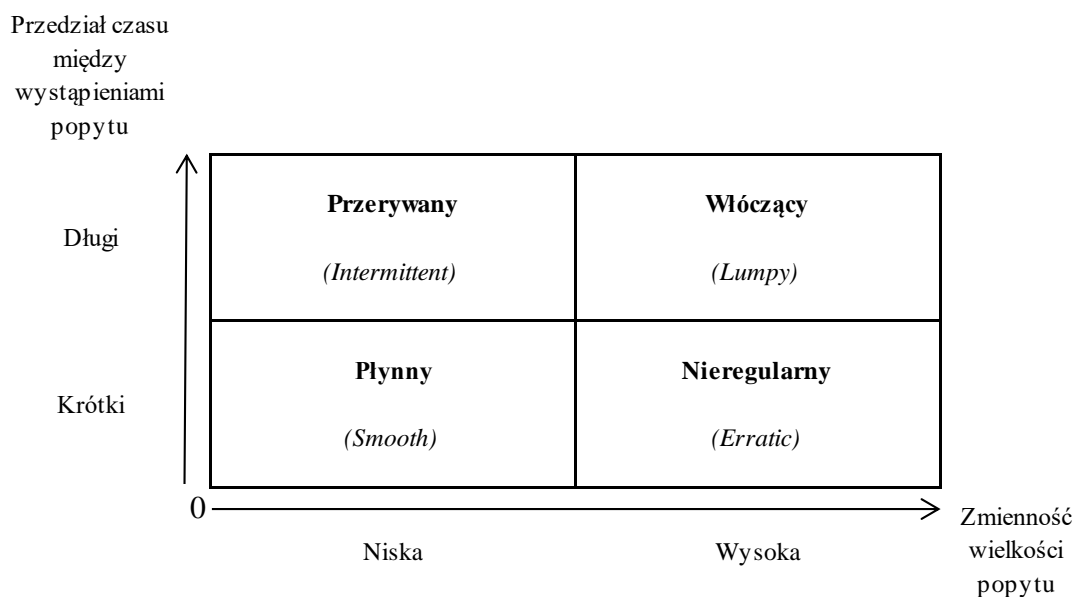 Przedział czasu
między
wystąpieniami
popytu
Długi
Przerywany
Włóczący
(Intermittent)
(Lumpy)
Krótki
Płynny
Nieregularny
(Smooth)
(Erratic)
0
Niska
Wysoka
Zmienność
wielkości
popytu